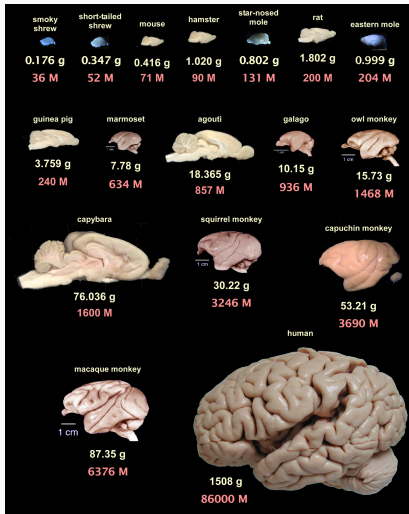 smoky shrew
0.176 g
36 M
short-tailed shrew
0.347 g
52 M
mouse
0.416 g
71 M
hamster
1.020 g
90 M
star-nosed mole
0.802 g
131 M
rat
1.802 g
200 M
eastern mole
0.999 g
204 M
guinea pig
3.759 g
240 M
marmoset
1 cm
7.78 g
634 M
agouti
18.365 g
857 M
galago
10.15 g
936 M
owl monkey
1 cm
15.73 g
1468 M
capybara
76.036 g
1600 M
squirrel monkey
1 cm
30.22 g
3246 M
capuchin monkey
53.21 g
3690 M
macaque monkey
1 cm
87.35 g
6376 M
human
1508 g
86000 M